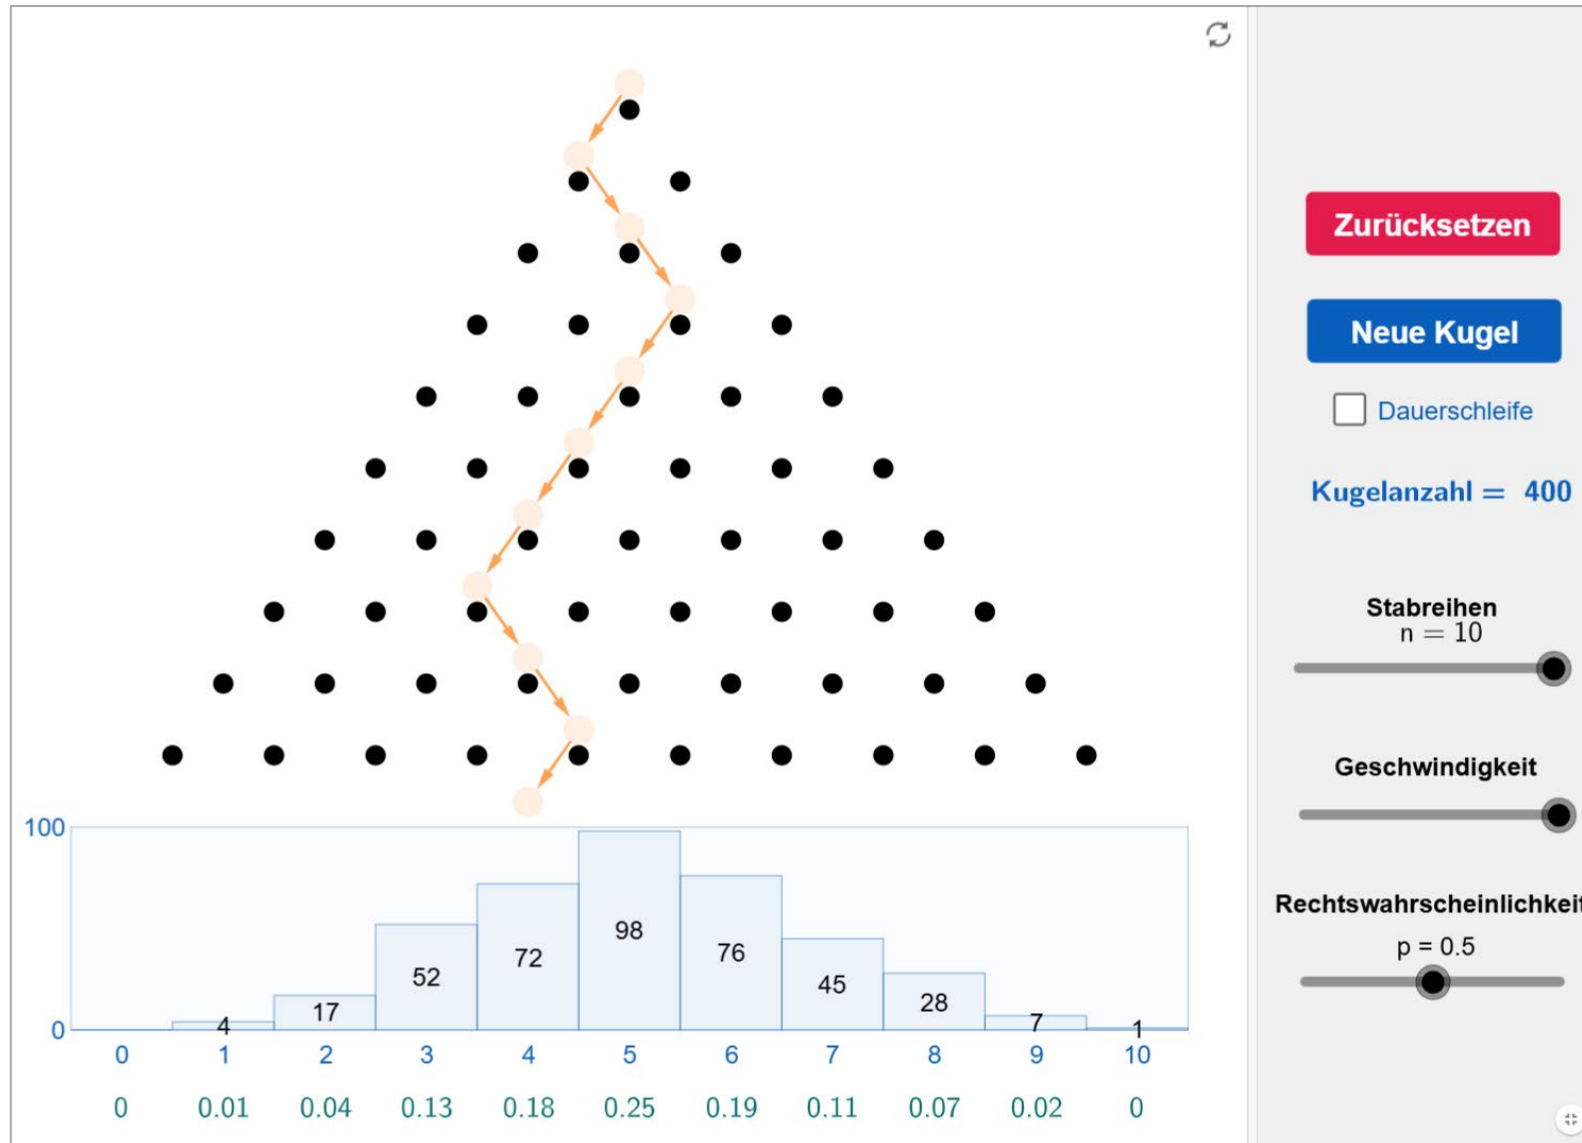 Zurücksetzen
Neue Kugel
Dauerschleife
Kugelanzahl = 400
Stabreihen
n = 10
Geschwindigkeit
Rechtswahrscheinlichkeit
p = 0.5
100
98
76
72
52
45
28
17
7
4
1
0
0 1 2 3 4 5 6 7 8 9 10
0 0.01 0.04 0.13 0.18 0.25 0.19 0.11 0.07 0.02 0